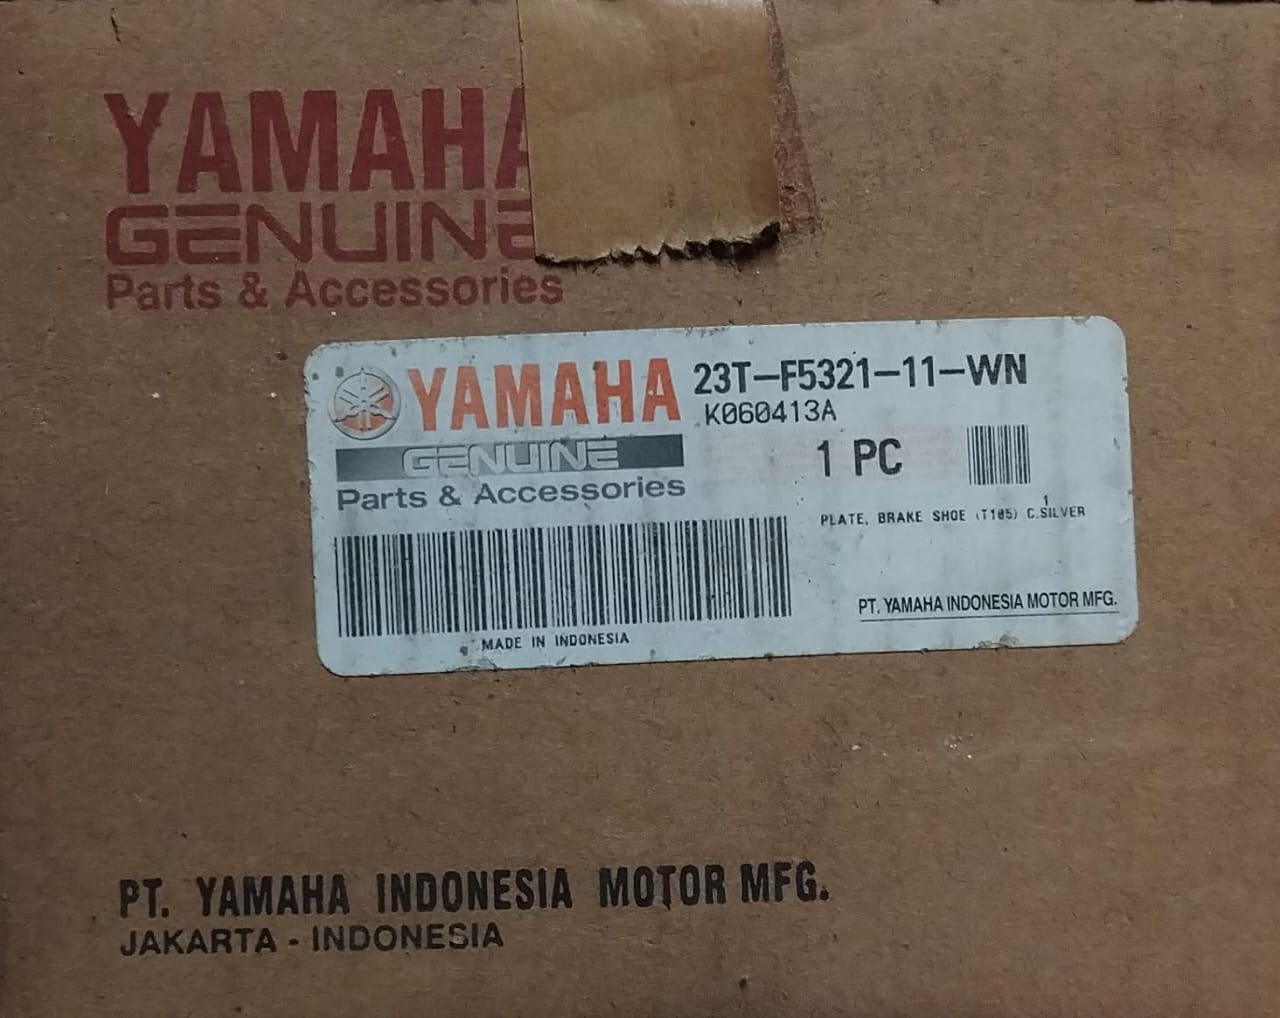 YAMAHA
GENUINE
Parts & Accessories
YAMAHA
GENUINE
Parts & Accessories
23T-F5321-11-WN
K060413A
1 PC
1
PLATE, BRAKE SHOE (T105) C.SILVER
MADE IN INDONESIA
PT. YAMAHA INDONESIA MOTOR MFG.
PT. YAMAHA INDONESIA MOTOR MFG.
JAKARTA - INDONESIA